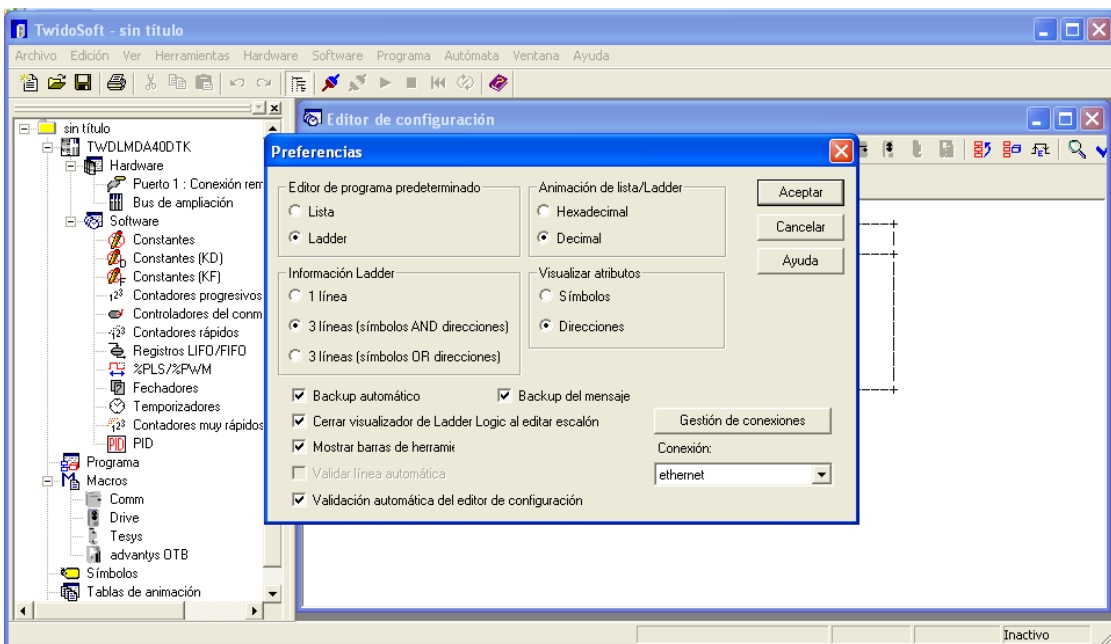 TwidoSoft - sin título
Archivo Edición Ver Herramientas Hardware Software Programa Autómata Ventana Ayuda
sin título
TWDLMDA40DTK
Hardware
Puerto 1 : Conexión rem
Bus de ampliación
Software
Constantes
Constantes (KD)
Constantes (KF)
Contadores progresivos
Controladores del conm
Contadores rápidos
Registros LIFO/FIFO
%PLS/%PWM
Fechadores
Temporizadores
Contadores muy rápidos
PID
Programa
Macros
Comm
Drive
Tesys
advantys OTB
Símbolos
Tablas de animación
Editor de configuración
Preferencias
Editor de programa predeterminado
Lista
Ladder
Animación de lista/Ladder
Hexadecimal
Decimal
Aceptar
Cancelar
Ayuda
Información Ladder
1 línea
3 líneas (símbolos AND direcciones)
3 líneas (símbolos OR direcciones)
Visualizar atributos
Símbolos
Direcciones
Backup automático
Backup del mensaje
Cerrar visualizador de Ladder Logic al editar escalón
Mostrar barras de herramie
Validar línea automática
Validación automática del editor de configuración
Gestión de conexiones
Conexión:
ethernet
Inactivo